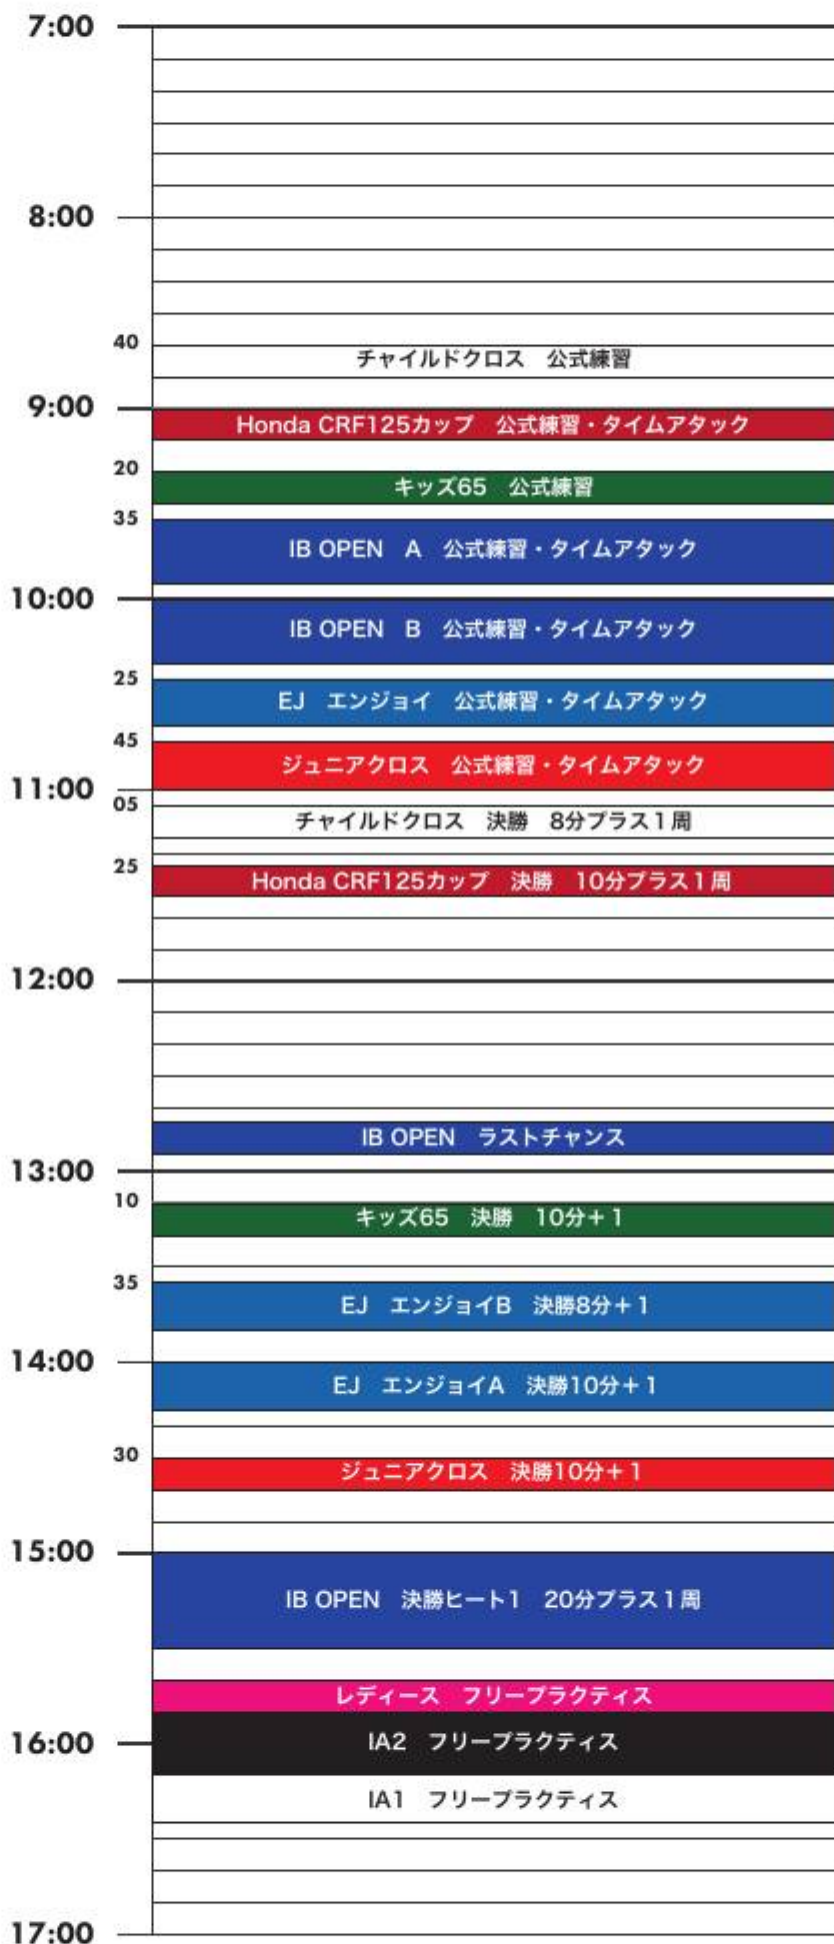 7:00
8:00
40
チャイルドクロス 公式練習
9:00
Honda CRF125カップ 公式練習・タイムアタック
20
キッズ65 公式練習
35
IB OPEN A 公式練習・タイムアタック
10:00
IB OPEN B 公式練習・タイムアタック
25
EJ エンジョイ 公式練習・タイムアタック
45
ジュニアクロス 公式練習・タイムアタック
11:00
05
チャイルドクロス 決勝 8分プラス1周
25
Honda CRF125カップ 決勝 10分プラス1周
12:00
IB OPEN ラストチャンス
13:00
10
キッズ65 決勝 10分+1
35
EJ エンジョイB 決勝8分+1
14:00
EJ エンジョイA 決勝10分+1
30
ジュニアクロス 決勝10分+1
15:00
IB OPEN 決勝ヒート1 20分プラス1周
レディース フリープラクティス
16:00
IA2 フリープラクティス
IA1 フリープラクティス
17:00